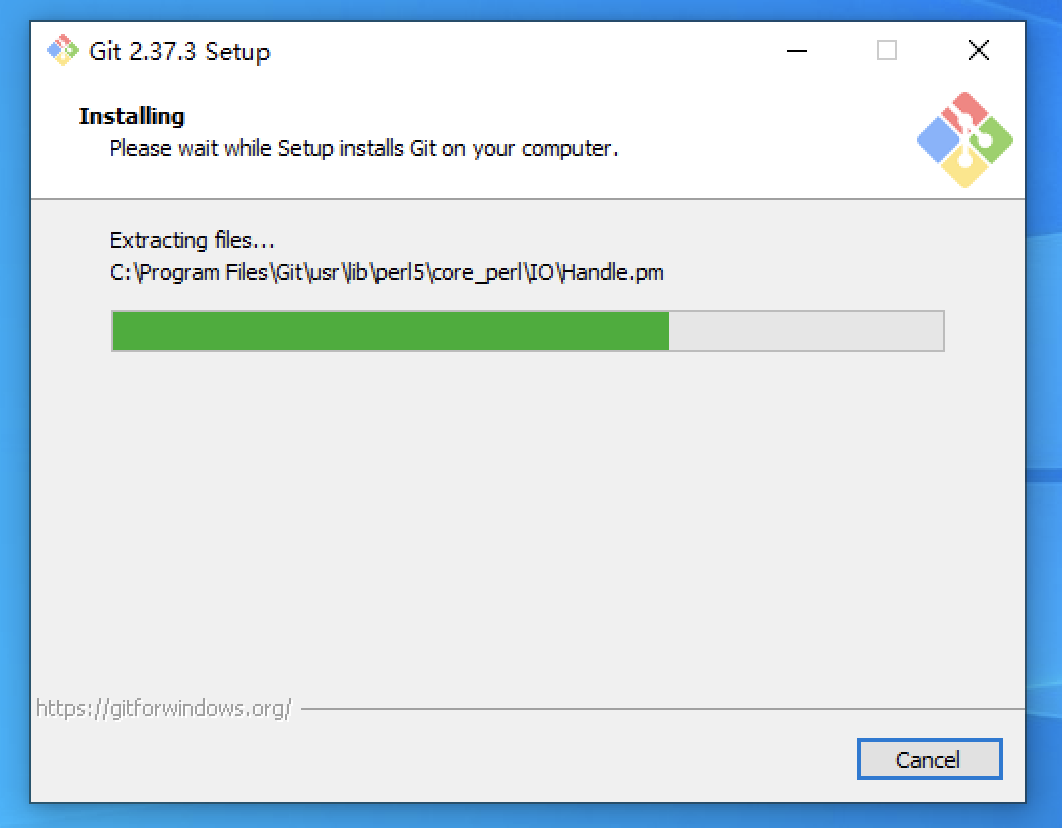 Git 2.37.3 Setup
Installing
Please wait while Setup installs Git on your computer.
Extracting files...
C:\Program Files\Git\usr\lib\perl5\core_perl\IO\Handle.pm
https://gitforwindows.org/
Cancel